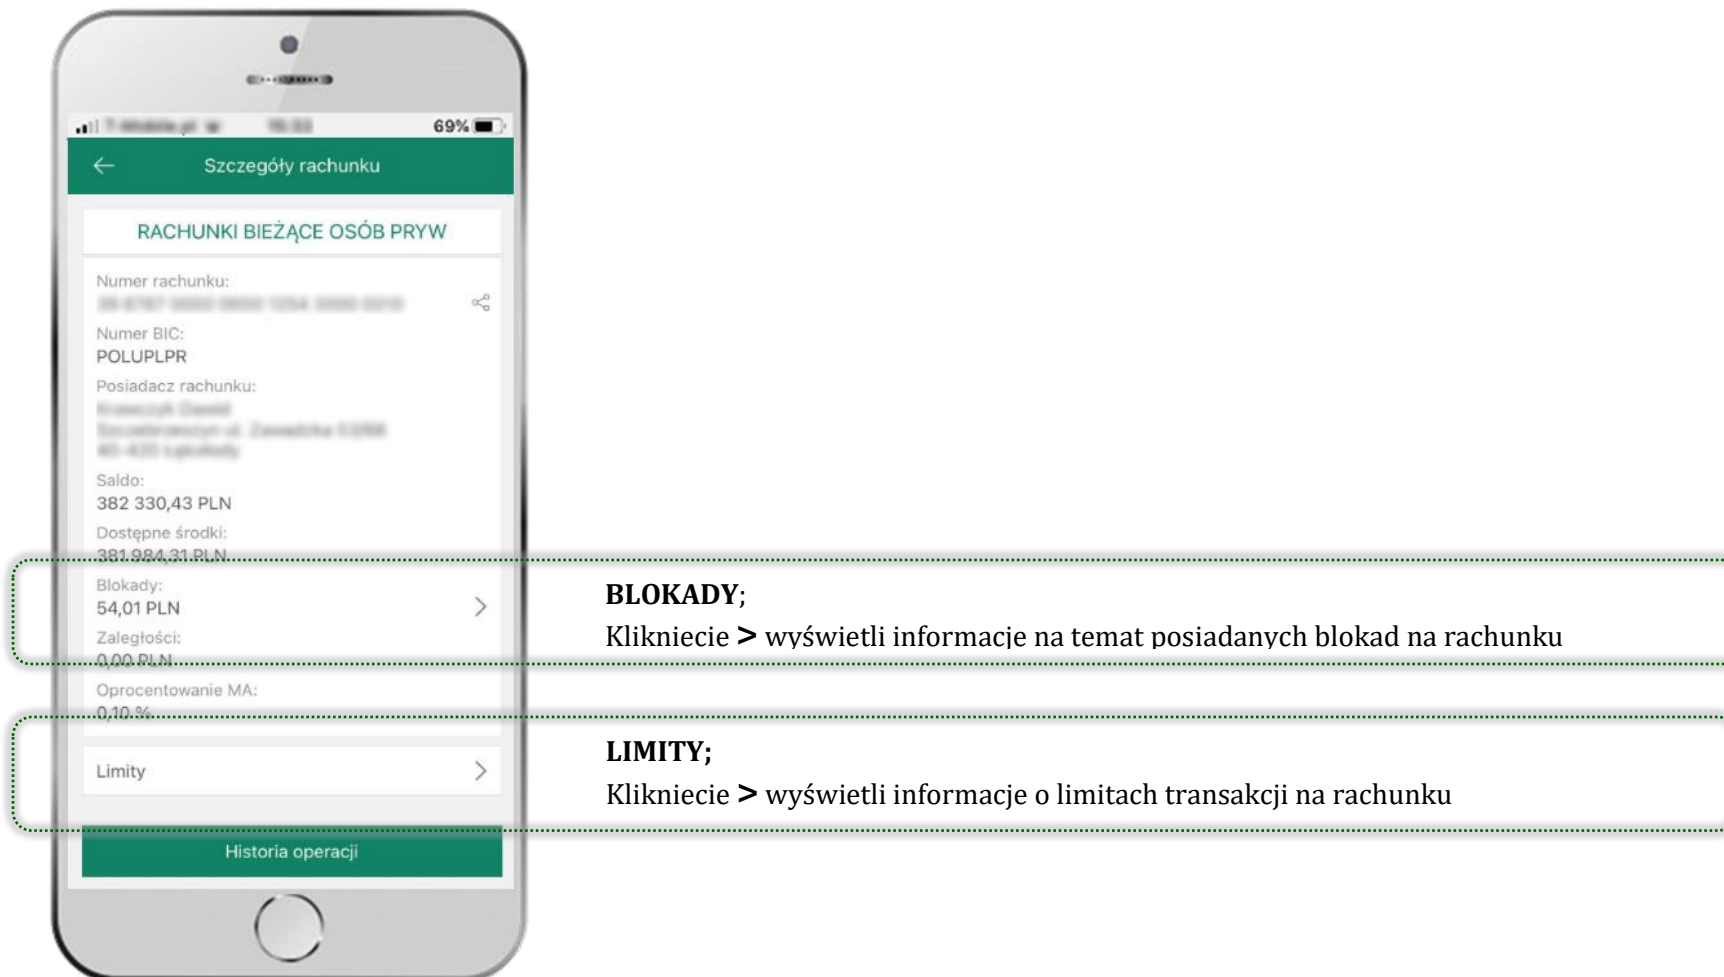 69%
Szczegóły rachunku
RACHUNKI BIEŻĄCE OSÓB PRYW
Numer rachunku:
Numer BIC:
POLUPLPR
Posiadacz rachunku:
Saldo:
382 330,43 PLN
Dostępne środki:
381 984,31 PLN
Blokady:
54,01 PLN
Zaległości:
0,00 PLN
Oprocentowanie MA:
0,10 %
Limity
Historia operacji
BLOKADY;
Klikniecie > wyświetli informacje na temat posiadanych blokad na rachunku
LIMITY;
Klikniecie > wyświetli informacje o limitach transakcji na rachunku